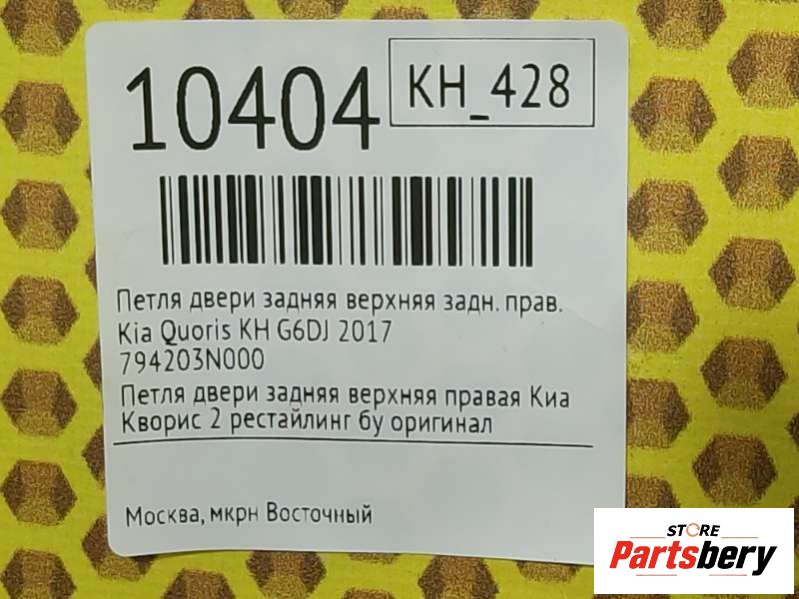 10404
KH_428
Петля двери задняя верхняя задн. прав.
Kia Quoris KH G6DJ 2017
794203N000
Петля двери задняя верхняя правая Киа
Кворис 2 рестайлинг бу оригинал
Москва, мкрн Восточный
STORE
Partsbery